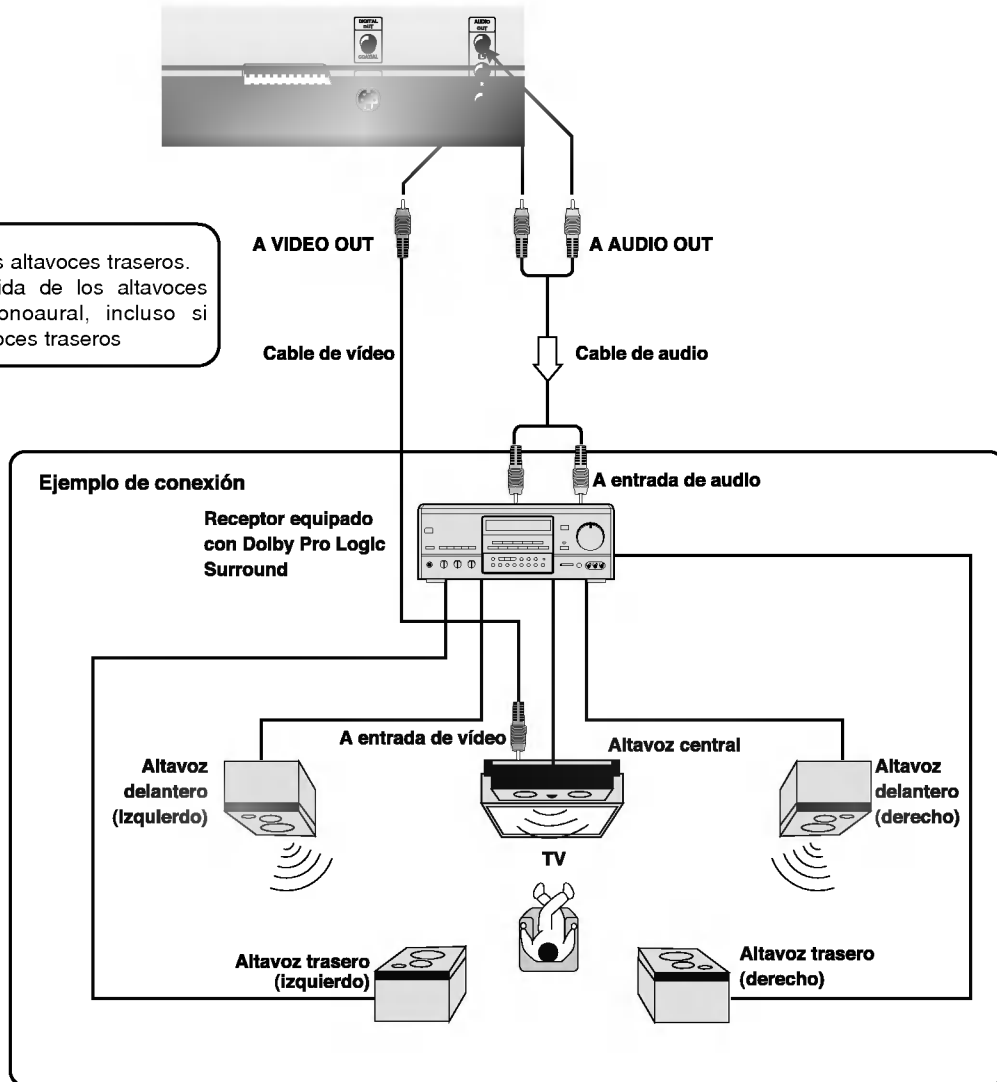 DIGITAL
OUT
COAXIAL
AUDIO
OUT
A VIDEO OUT
A AUDIO OUT
s altavoces traseros.
ida de los altavoces
onoaural, incluso si
oces traseros
Cable de vídeo
Cable de audio
Ejemplo de conexión
A entrada de audio
Receptor equipado
con Dolby Pro Logic
Surround
A entrada de vídeo
Altavoz central
Altavoz
delantero
(izquierdo)
Altavoz
delantero
(derecho)
TV
Altavoz trasero
(izquierdo)
Altavoz trasero
(derecho)